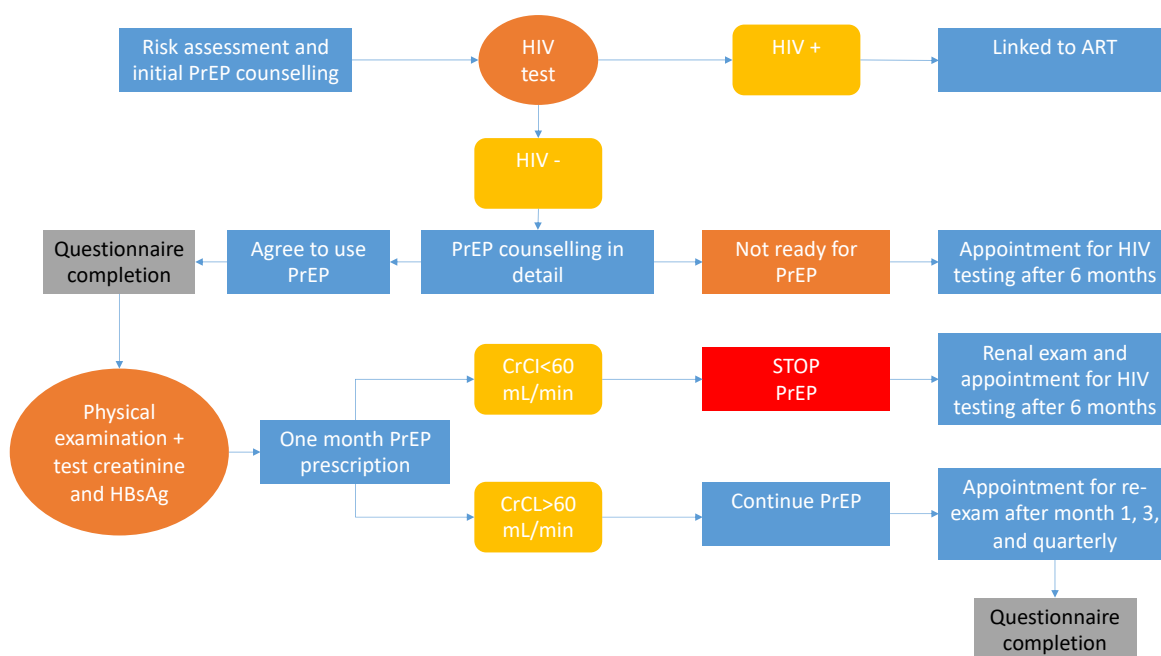 Risk assessment and
initial PrEP counselling
HIV
test
HIV +
Linked to ART
HIV -
Questionnaire
completion
Agree to use
PrEP
PrEP counselling in
detail
Not ready for
PrEP
Appointment for HIV
testing after 6 months
Physical
examination +
test creatinine
and HBsAg
One month PrEP
prescription
CrCl<60
mL/min
STOP
PrEP
Renal exam and
appointment for HIV
testing after 6 months
CrCL>60
mL/min
Continue PrEP
Appointment for re-
exam after month 1, 3,
and quarterly
Questionnaire
completion